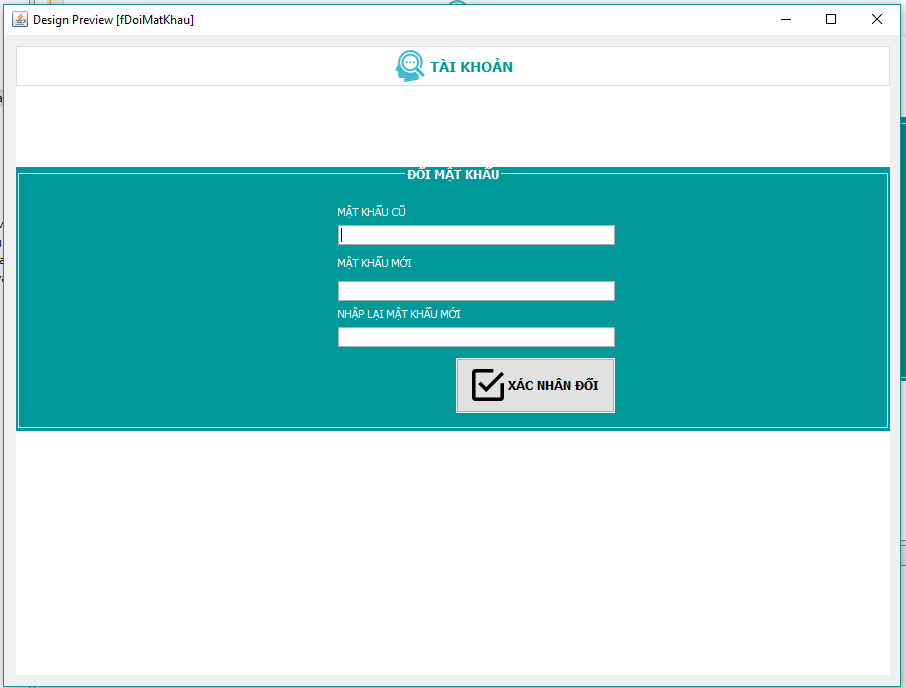 Design Preview [fDoiMatKhau]
TÀI KHOẢN
ĐỔI MẬT KHẨU
MẬT KHẨU CŨ
MẬT KHẨU MỚI
NHẬP LẠI MẬT KHẨU MỚI
XÁC NHẬN ĐỔI